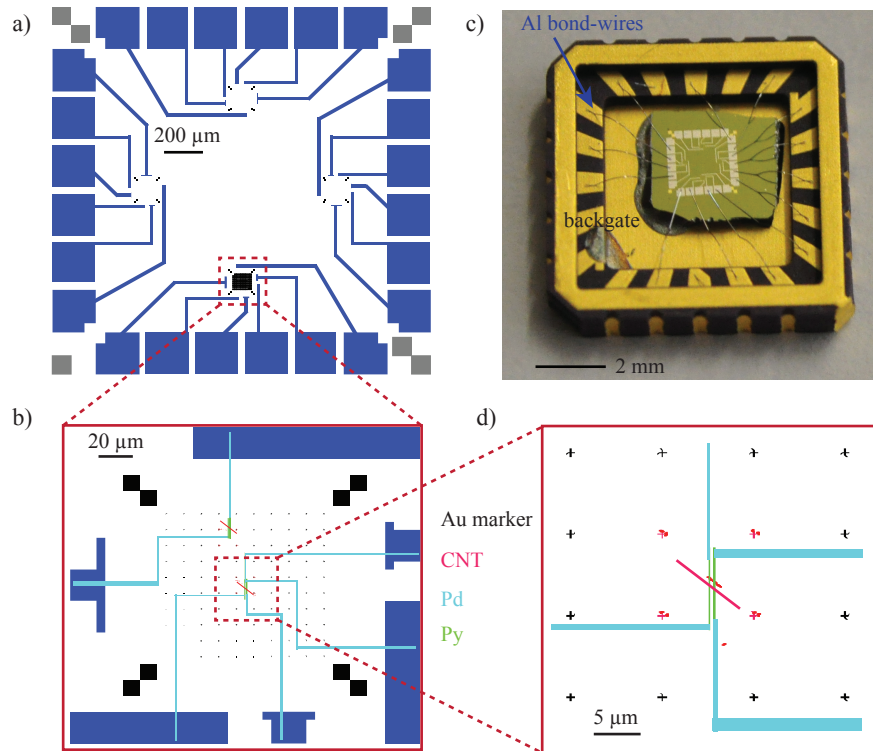 a)
200 µm
c)
Al bond-wires
backgate
2 mm
b)
20 µm
Au marker
CNT
Pd
Py
d)
5 µm